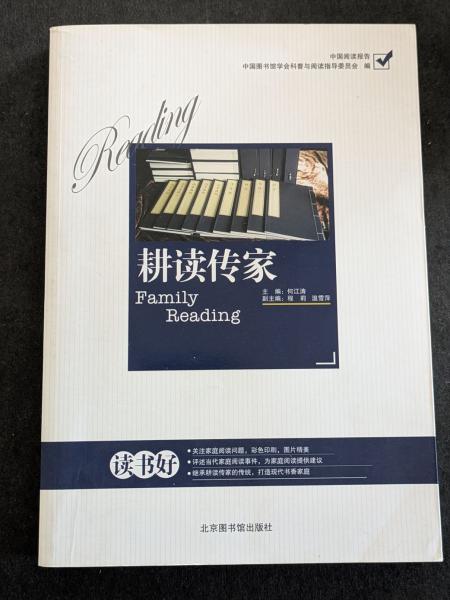 中国阅读报告
中国图书馆学会科普与阅读指导委员会 编
Reading
耕读传家
Family
Reading
主 编：何江涛
副主编：程 莉 温雪萍
读书好
●关注家庭阅读问题，彩色印刷，图片精美
●评述当代家庭阅读事件，为家庭阅读提供建议
●继承耕读传家的传统，打造现代书香家庭
北京图书馆出版社